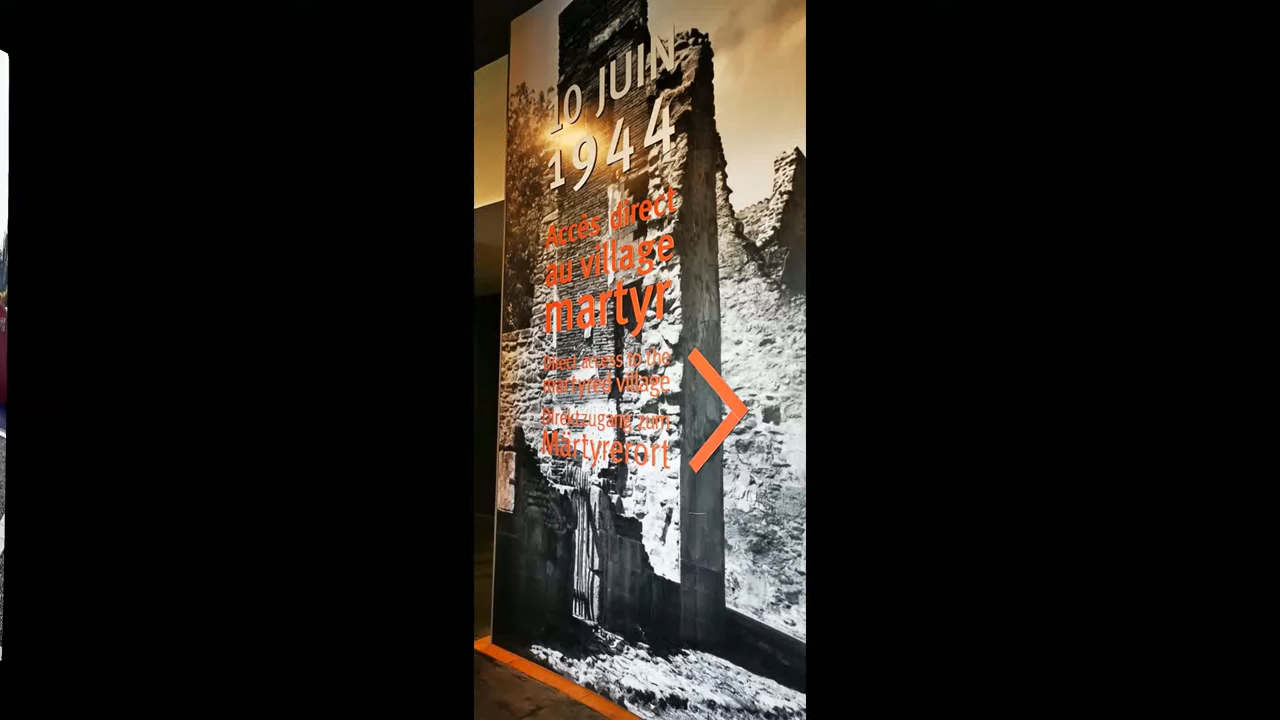 10 JUIN
1944
Accès direct
au village
martyr
Direct access to the
martyred village
Direktzugang zum
Märtyrerort